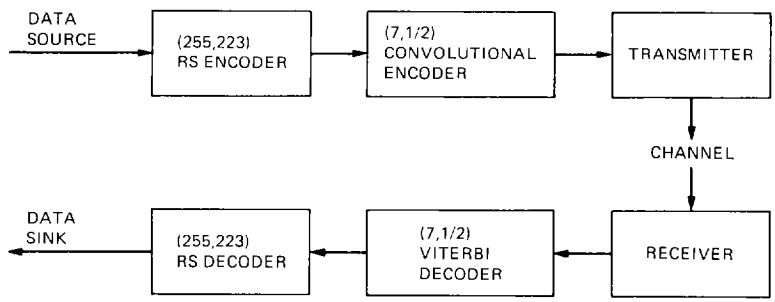 DATA
SOURCE
(255,223)
RS ENCODER
(7,1/2)
CONVOLUTIONAL
ENCODER
TRANSMITTER
CHANNEL
DATA
SINK
(255,223)
RS DECODER
(7,1/2)
VITERBI
DECODER
RECEIVER